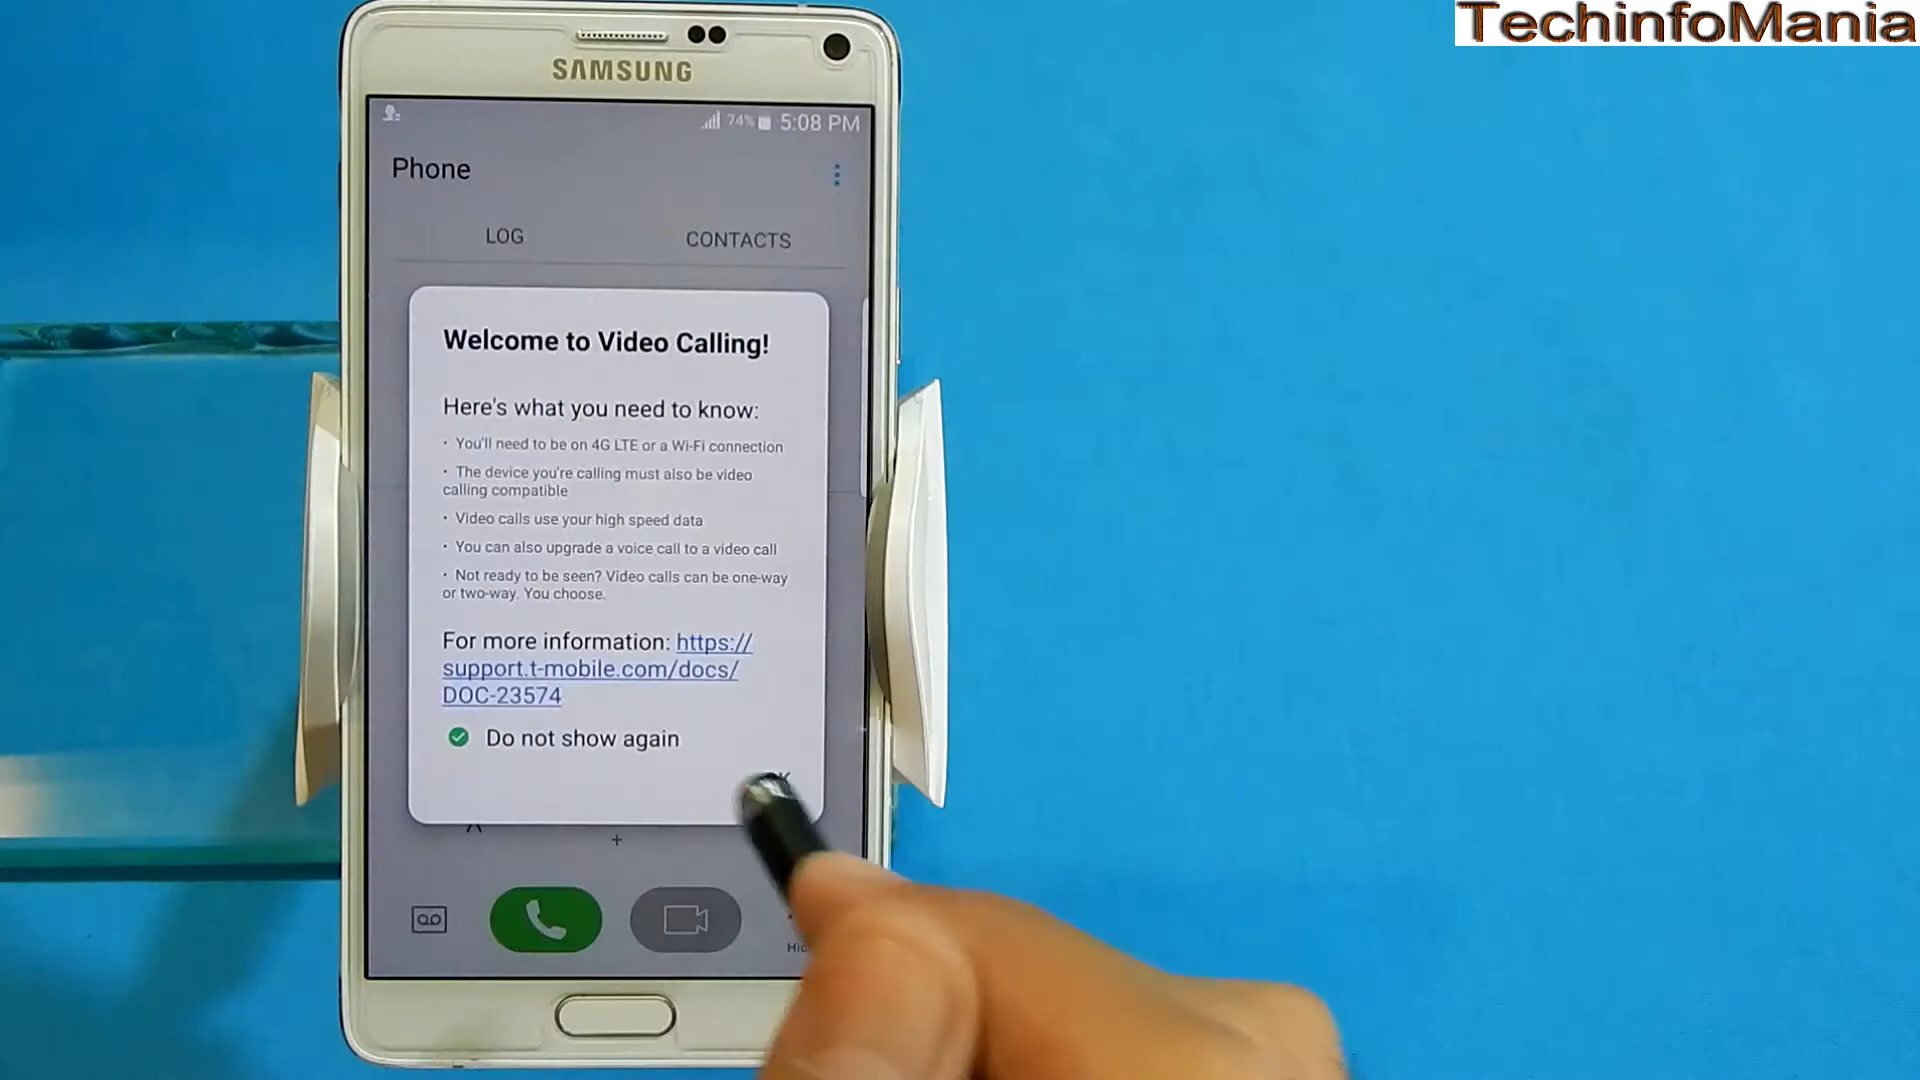 TechinfoMania
SAMSUNG
74% 5:08 PM
Phone
LOG CONTACTS
Welcome to Video Calling!
Here's what you need to know:
· You'll need to be on 4G LTE or a Wi-Fi connection
· The device you're calling must also be video
calling compatible
· Video calls use your high speed data
· You can also upgrade a voice call to a video call
· Not ready to be seen? Video calls can be one-way
or two-way. You choose.
For more information: https://
support.t-mobile.com/docs/
DOC-23574
Do not show again
+